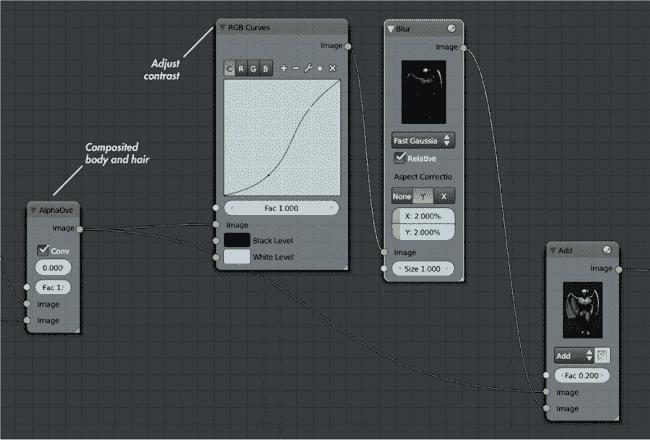 Adjust
contrast
Composited
body and hair
AlphaOve
Conv
0.000
Fac 1.
Image
Image
Image
RGB Curves
Image
C R G B
Fac 1.000
Image
Black Level
White Level
Blur
Image
Fast Gaussia
Relative
Aspect Correctio
None Y X
X: 2.000%
Y: 2.000%
Image
Size 1.000
Add
Image
Add
Fac 0.200
Image
Image